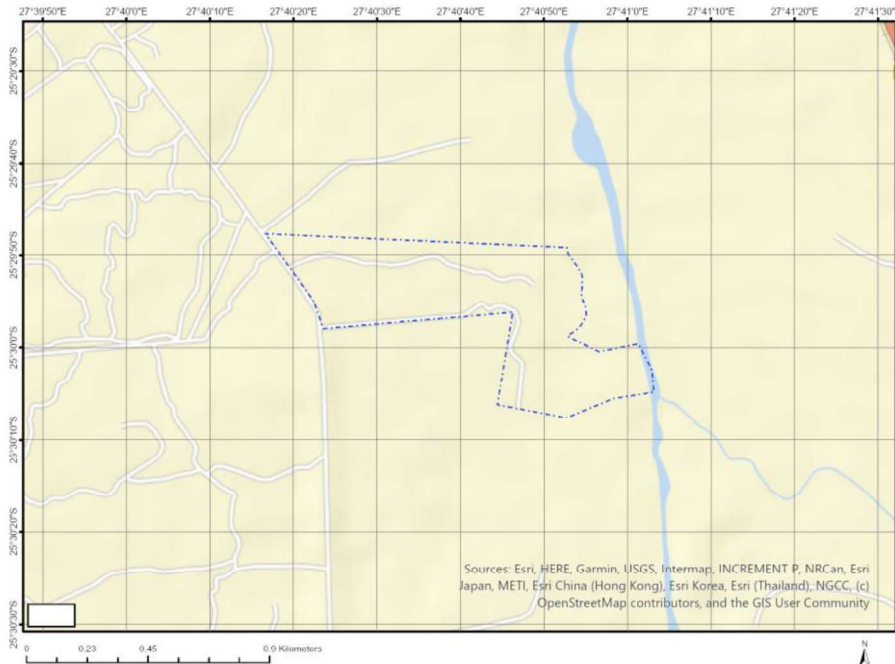 27°39'50"E 27°40'0"E 27°40'10"E 27°40'20"E 27°40'30"E 27°40'40"E 27°40'50"E 27°41'0"E 27°41'10"E 27°41'20"E 27°41'30"E
25°29'30"S
25°29'40"S
25°29'50"S
25°30'0"S
25°30'10"S
25°30'20"S
25°30'30"S
Sources: Esri, HERE, Garmin, USGS, Intermap, INCREMENT P, NRCan, Esri
Japan, METI, Esri China (Hong Kong), Esri Korea, Esri (Thailand), NGCC, (c)
OpenStreetMap contributors, and the GIS User Community
0 0.23 0.45 0.9 Kilometers
N